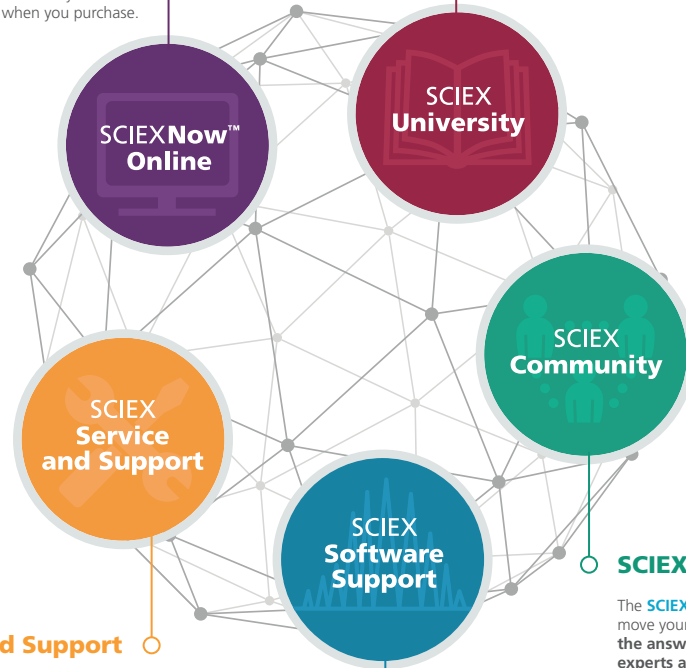 when you purchase.
SCIEXNow™
Online
SCIEX
University
SCIEX
Community
SCIEX
Service
and Support
SCIEX
Software
Support
SCIEX
d Support
The SCIEX
move your
the answ
experts a